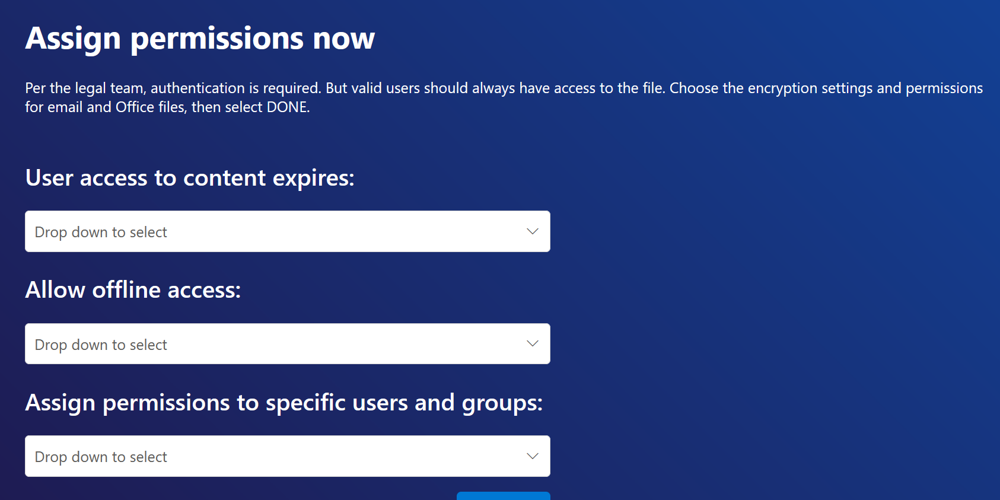 Assign permissions now
Per the legal team, authentication is required. But valid users should always have access to the file. Choose the encryption settings and permissions
for email and Office files, then select DONE.
User access to content expires:
Drop down to select
Allow offline access:
Drop down to select
Assign permissions to specific users and groups:
Drop down to select